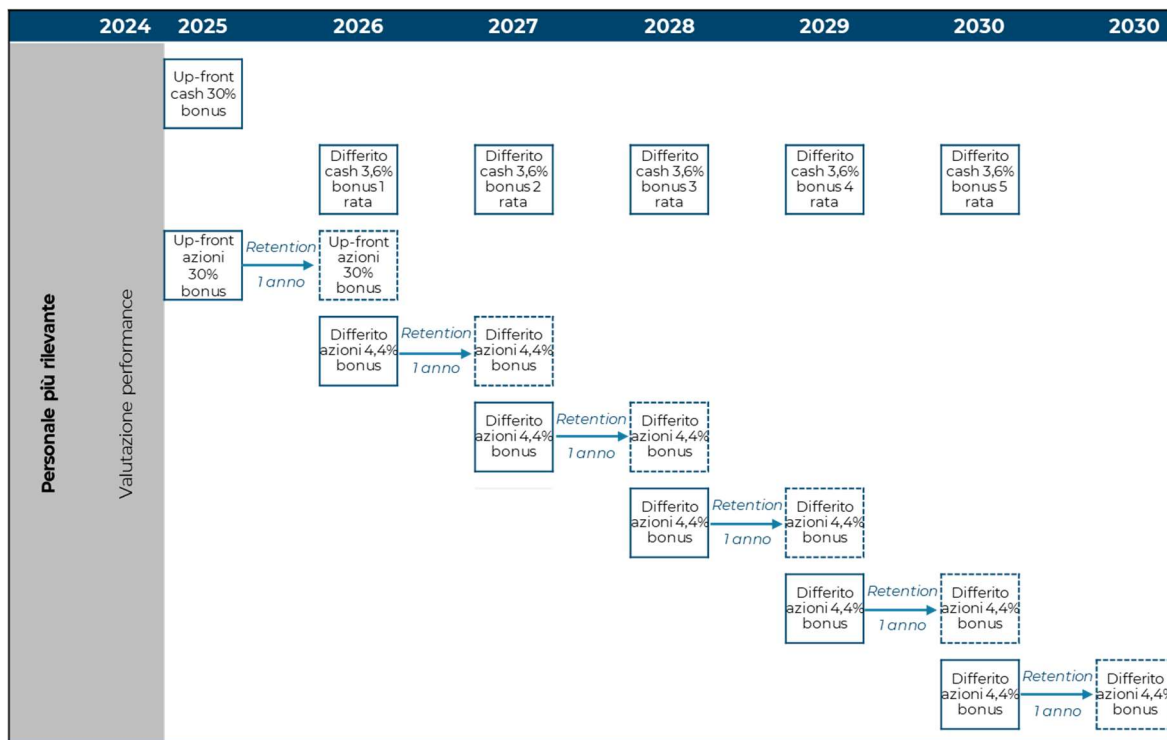 2024 2025 2026 2027 2028 2029 2030 2030
Personale più rilevante
Valutazione performance
Up-front
cash 30%
bonus
Differito
cash 3,6%
bonus 1
rata
Differito
cash 3,6%
bonus 2
rata
Differito
cash 3,6%
bonus 3
rata
Differito
cash 3,6%
bonus 4
rata
Differito
cash 3,6%
bonus 5
rata
Up-front
azioni
30%
bonus
Retention
1 anno
Up-front
azioni
30%
bonus
Differito
azioni 4,4%
bonus
Retention
1 anno
Differito
azioni 4,4%
bonus
Differito
azioni 4,4%
bonus
Retention
1 anno
Differito
azioni 4,4%
bonus
Differito
azioni 4,4%
bonus
Retention
1 anno
Differito
azioni 4,4%
bonus
Differito
azioni 4,4%
bonus
Retention
1 anno
Differito
azioni 4,4%
bonus
Differito
azioni 4,4%
bonus
Retention
1 anno
Differito
azioni 4,4%
bonus